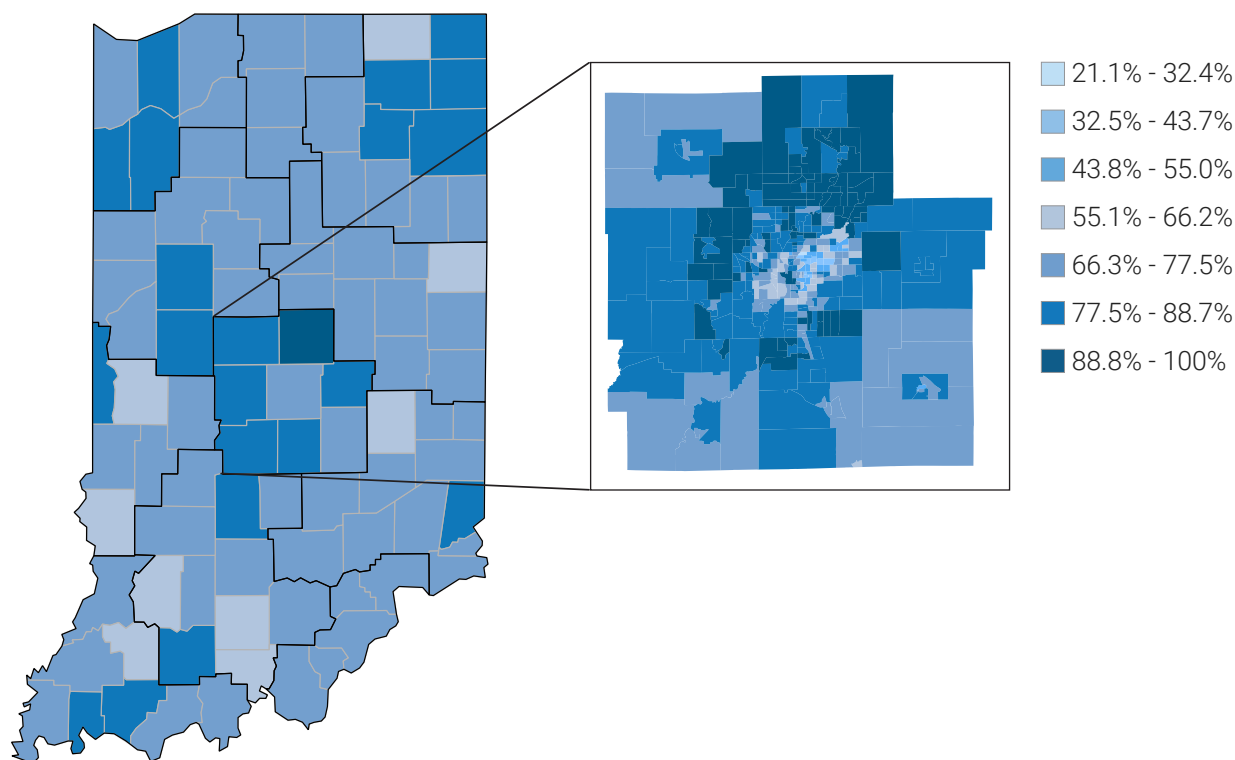 21.1% - 32.4%
32.5% - 43.7%
43.8% - 55.0%
55.1% - 66.2%
66.3% - 77.5%
77.5% - 88.7%
88.8% - 100%